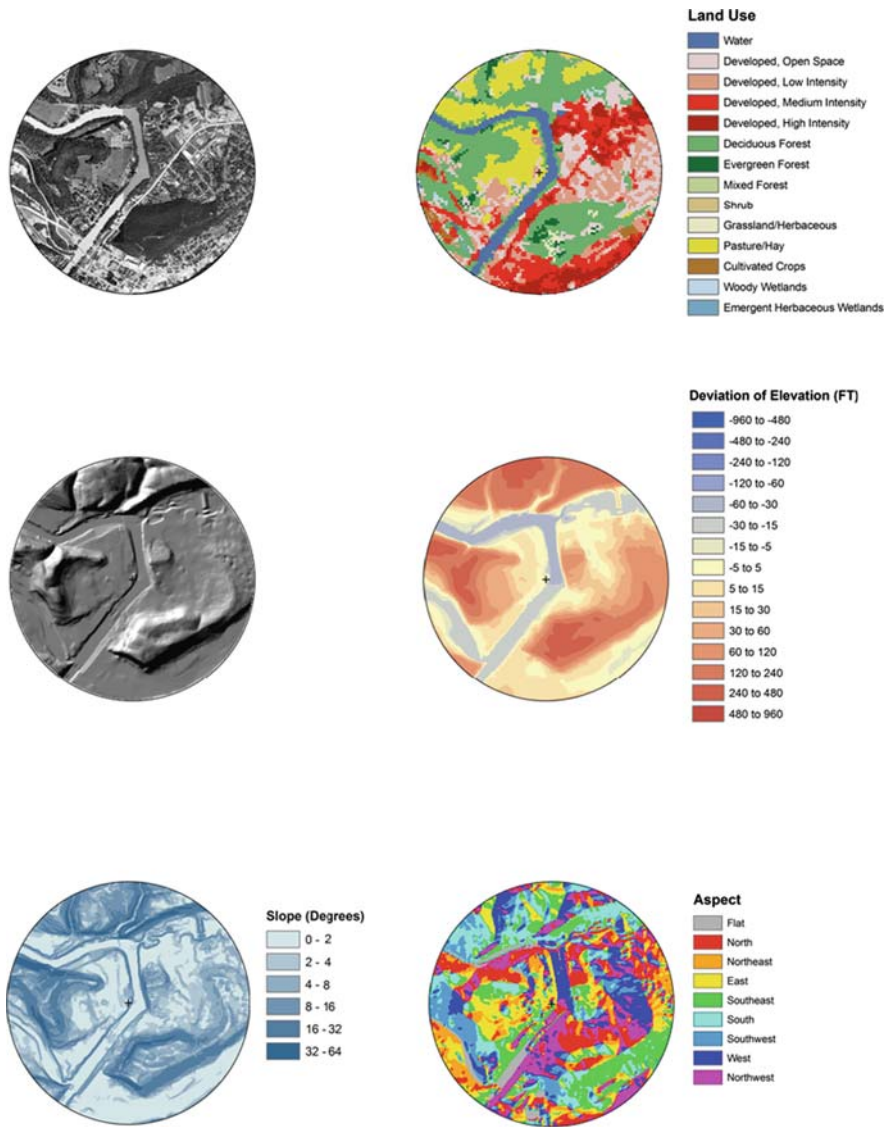 Land Use
Water
Developed, Open Space
Developed, Low Intensity
Developed, Medium Intensity
Developed, High Intensity
Deciduous Forest
Evergreen Forest
Mixed Forest
Shrub
Grassland/Herbaceous
Pasture/Hay
Cultivated Crops
Woody Wetlands
Emergent Herbaceous Wetlands
Deviation of Elevation (FT)
-960 to -480
-480 to -240
-240 to -120
-120 to -60
-60 to -30
-30 to -15
-15 to -5
-5 to 5
5 to 15
15 to 30
30 to 60
60 to 120
120 to 240
240 to 480
480 to 960
Slope (Degrees)
0 - 2
2 - 4
4 - 8
8 - 16
16 - 32
32 - 64
Aspect
Flat
North
Northeast
East
Southeast
South
Southwest
West
Northwest